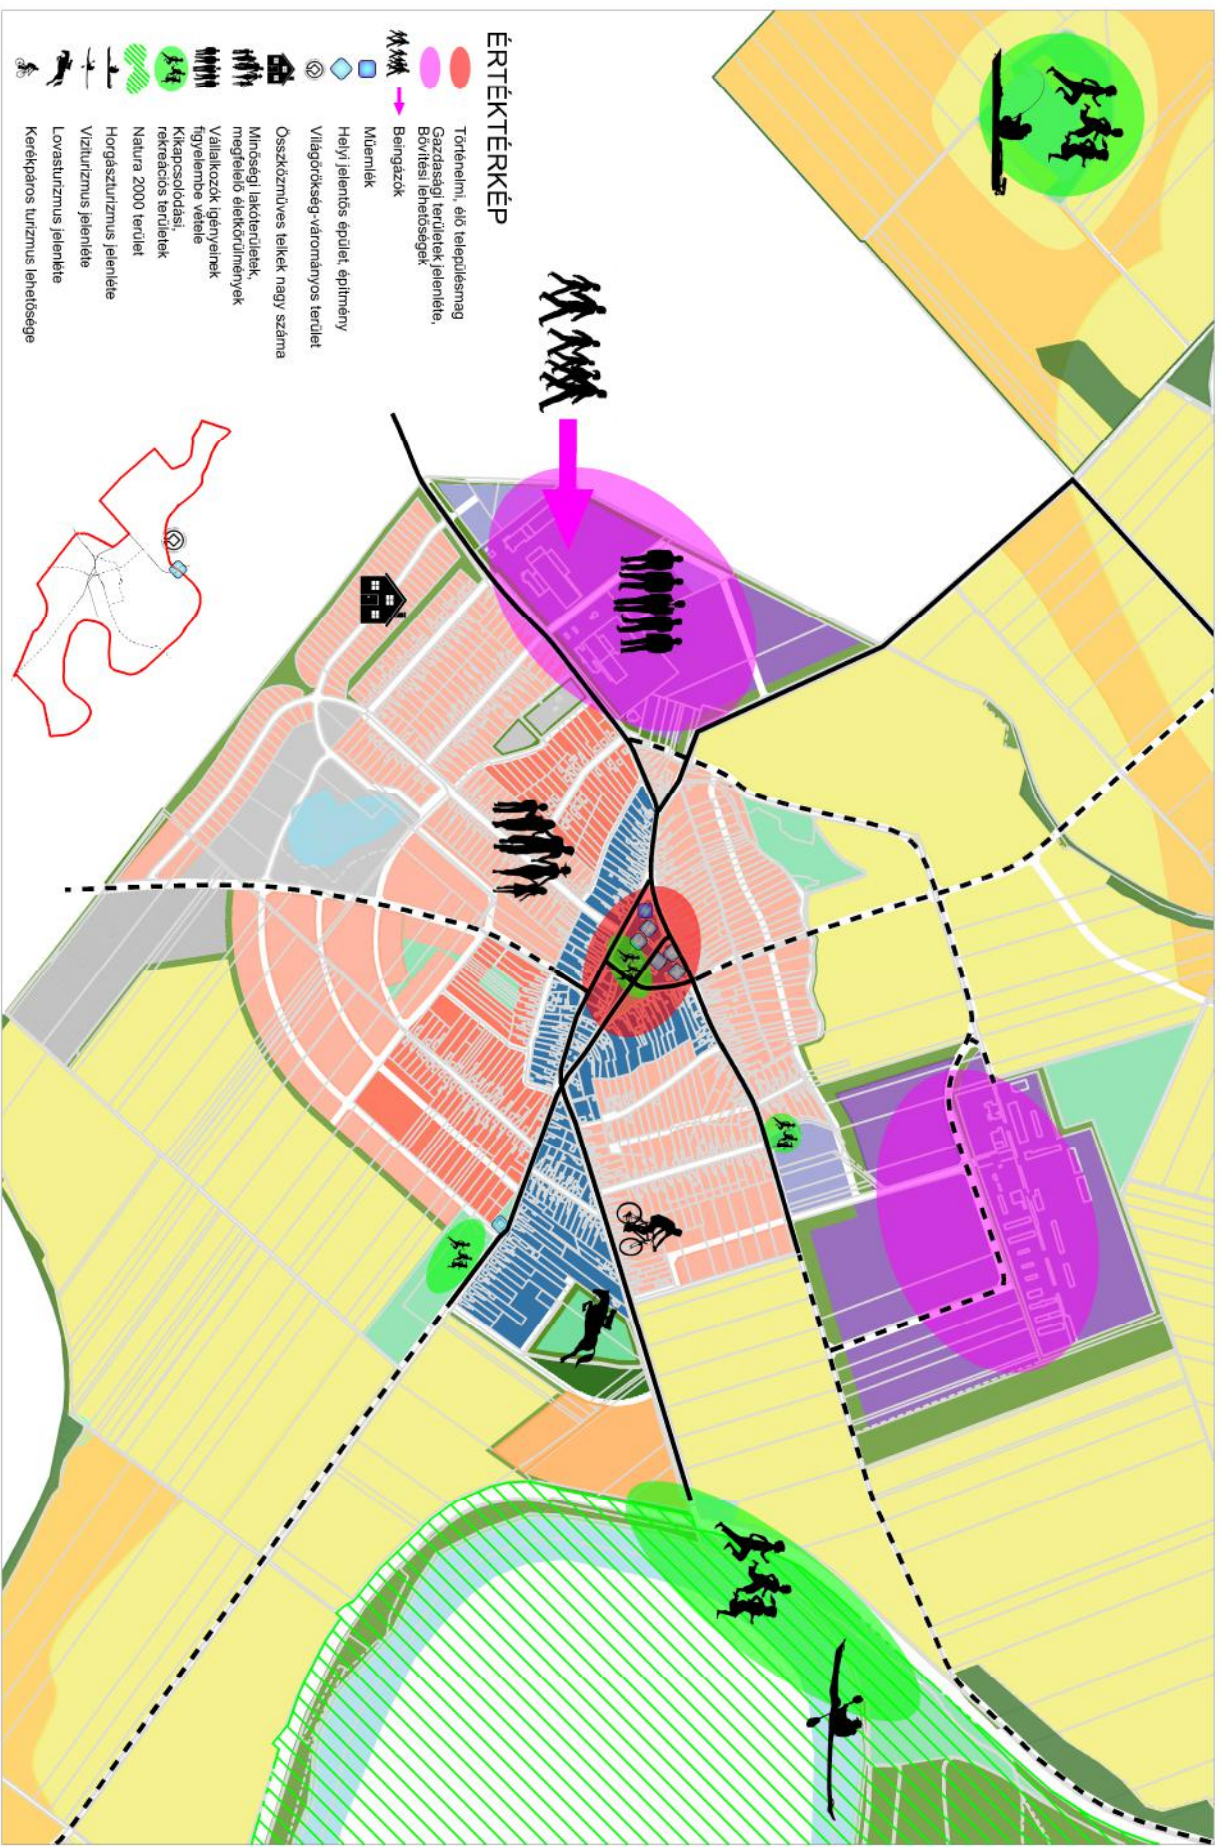 ÉRTÉKTÉRKÉP
Történelmi, élő településmag
Gazdasági területek jelenléte,
Bővítési lehetőségek
Beingázók
Műemlék
Helyi jelentős épület, építmény
Világörökség-várományos terület
Összközműves telkek nagy száma
Minőségi lakóterületek,
megfelelő életkörülmények
Vállalkozók igényeinek
figyelembe vétele
Kikapcsolódási,
rekreációs területek
Natura 2000 terület
Horgászturizmus jelenléte
Víziturizmus jelenléte
Lovasturizmus jelenléte
Kerékpáros turizmus lehetősége